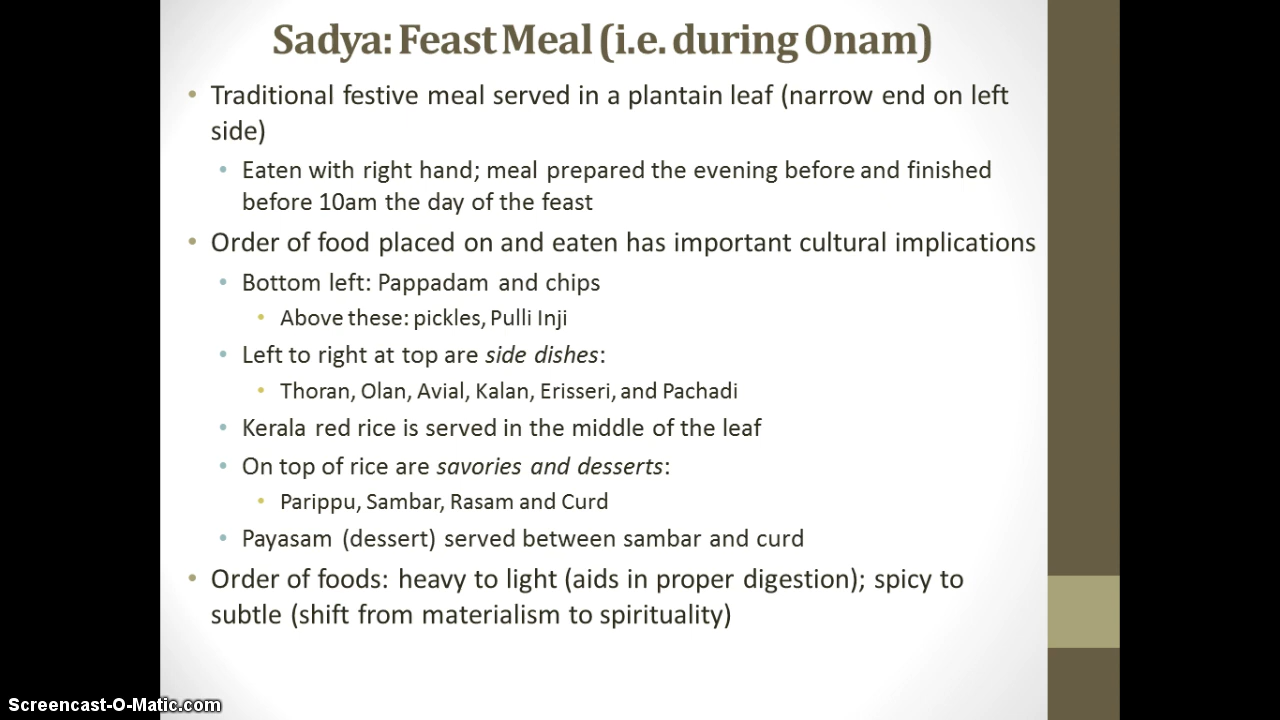 Sadya: Feast Meal (i.e. during Onam)
• Traditional festive meal served in a plantain leaf (narrow end on left
side)
• Eaten with right hand; meal prepared the evening before and finished
before 10am the day of the feast
• Order of food placed on and eaten has important cultural implications
• Bottom left: Pappadam and chips
• Above these: pickles, Pulli Inji
• Left to right at top are side dishes:
• Thoran, Olan, Avial, Kalan, Erisseri, and Pachadi
• Kerala red rice is served in the middle of the leaf
• On top of rice are savories and desserts:
• Parippu, Sambar, Rasam and Curd
• Payasam (dessert) served between sambar and curd
• Order of foods: heavy to light (aids in proper digestion); spicy to
subtle (shift from materialism to spirituality)
Screencast-O-Matic.com